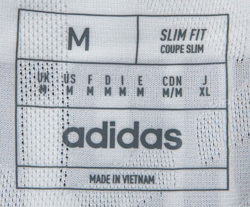 M
SLIM FIT
COUPE SLIM
UK US F D I E CDN J
M M M M M M M/M XL
adidas
MADE IN VIETNAM